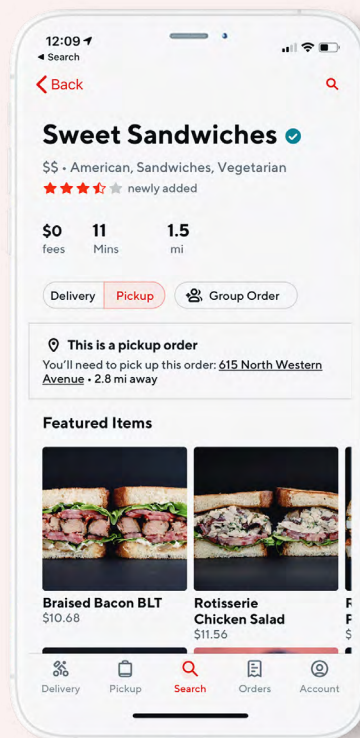 12:09
◀ Search
Back
Sweet Sandwiches
$$ • American, Sandwiches, Vegetarian
newly added
$0 11 1.5
fees Mins mi
Delivery Pickup Group Order
This is a pickup order
You'll need to pick up this order: 615 North Western
Avenue • 2.8 mi away
Featured Items
Braised Bacon BLT
$10.68
Rotisserie
Chicken Salad
$11.56
Delivery Pickup Search Orders Account